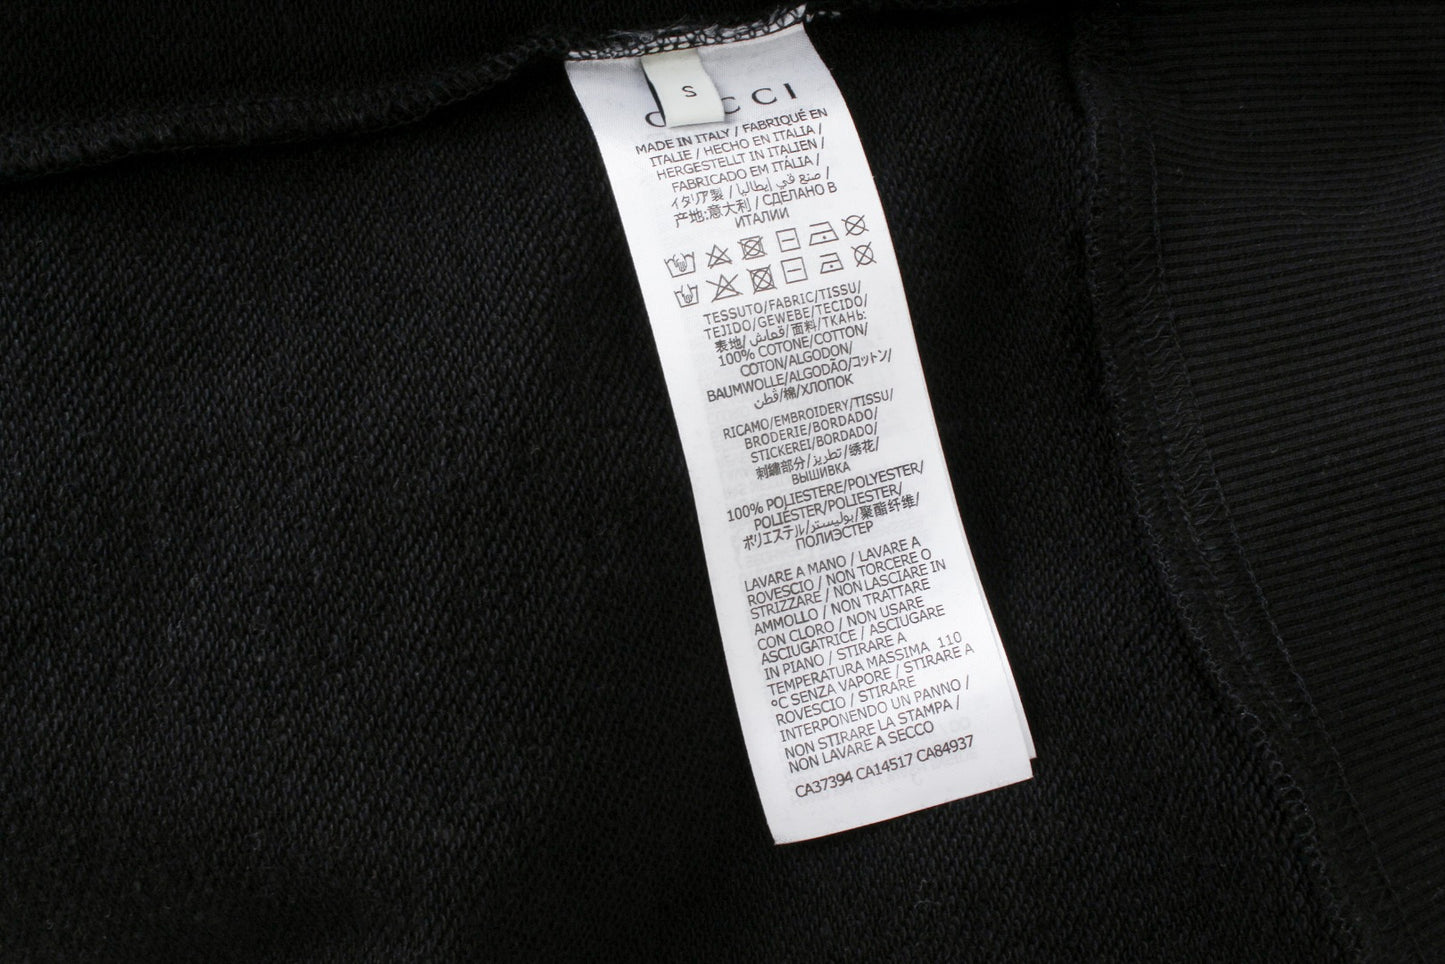 S
GUCCI
MADE IN ITALY / FABRIQUÉ EN
ITALIE / HECHO EN ITALIA /
HERGESTELLT IN ITALIEN /
FABRICADO EM ITÁLIA /
イタリア製 / صنع في إيطاليا /
产地:意大利 / СДЕЛАНО В
ИТАЛИИ
TESSUTO/FABRIC/TISSU/
TEJIDO/GEWEBE/TECIDO/
表地/قماش/面料/ТКАНЬ:
100% COTONE/COTTON/
COTON/ALGODON/
BAUMWOLLE/ALGODÃO/コットン/
قطن/棉/ХЛОПОК
RICAMO/EMBROIDERY/TISSU/
BRODERIE/BORDADO/
STICKEREI/BORDADO/
刺繍部分/تطريز/绣花/
ВЫШИВКА
100% POLIESTERE/POLYESTER/
POLIÉSTER/POLIESTER/
ポリエステル/بوليستر/聚酯纤维/
ПОЛИЭСТЕР
LAVARE A MANO / LAVARE A
ROVESCIO / NON TORCERE O
STRIZZARE / NON LASCIARE IN
AMMOLLO / NON TRATTARE
CON CLORO / NON USARE
ASCIUGATRICE / ASCIUGARE
IN PIANO / STIRARE A
TEMPERATURA MASSIMA 110
°C SENZA VAPORE / STIRARE A
ROVESCIO / STIRARE
INTERPONENDO UN PANNO /
NON STIRARE LA STAMPA /
NON LAVARE A SECCO
CA37394 CA14517 CA84937